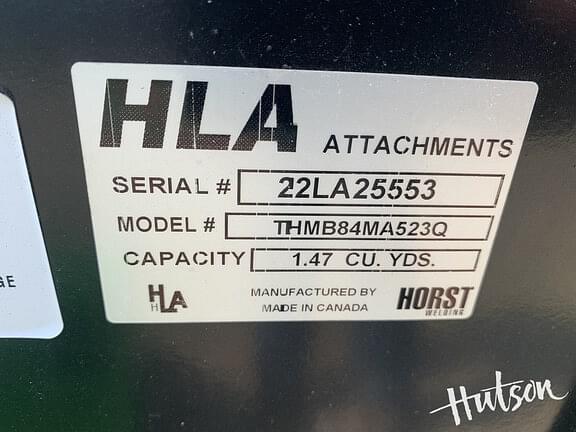 HLA ATTACHMENTS
SERIAL # 22LA25553
MODEL # THMB84MA523Q
CAPACITY 1.47 CU. YDS.
HLA MANUFACTURED BY HORST
MADE IN CANADA WELDING
GE
Hutson